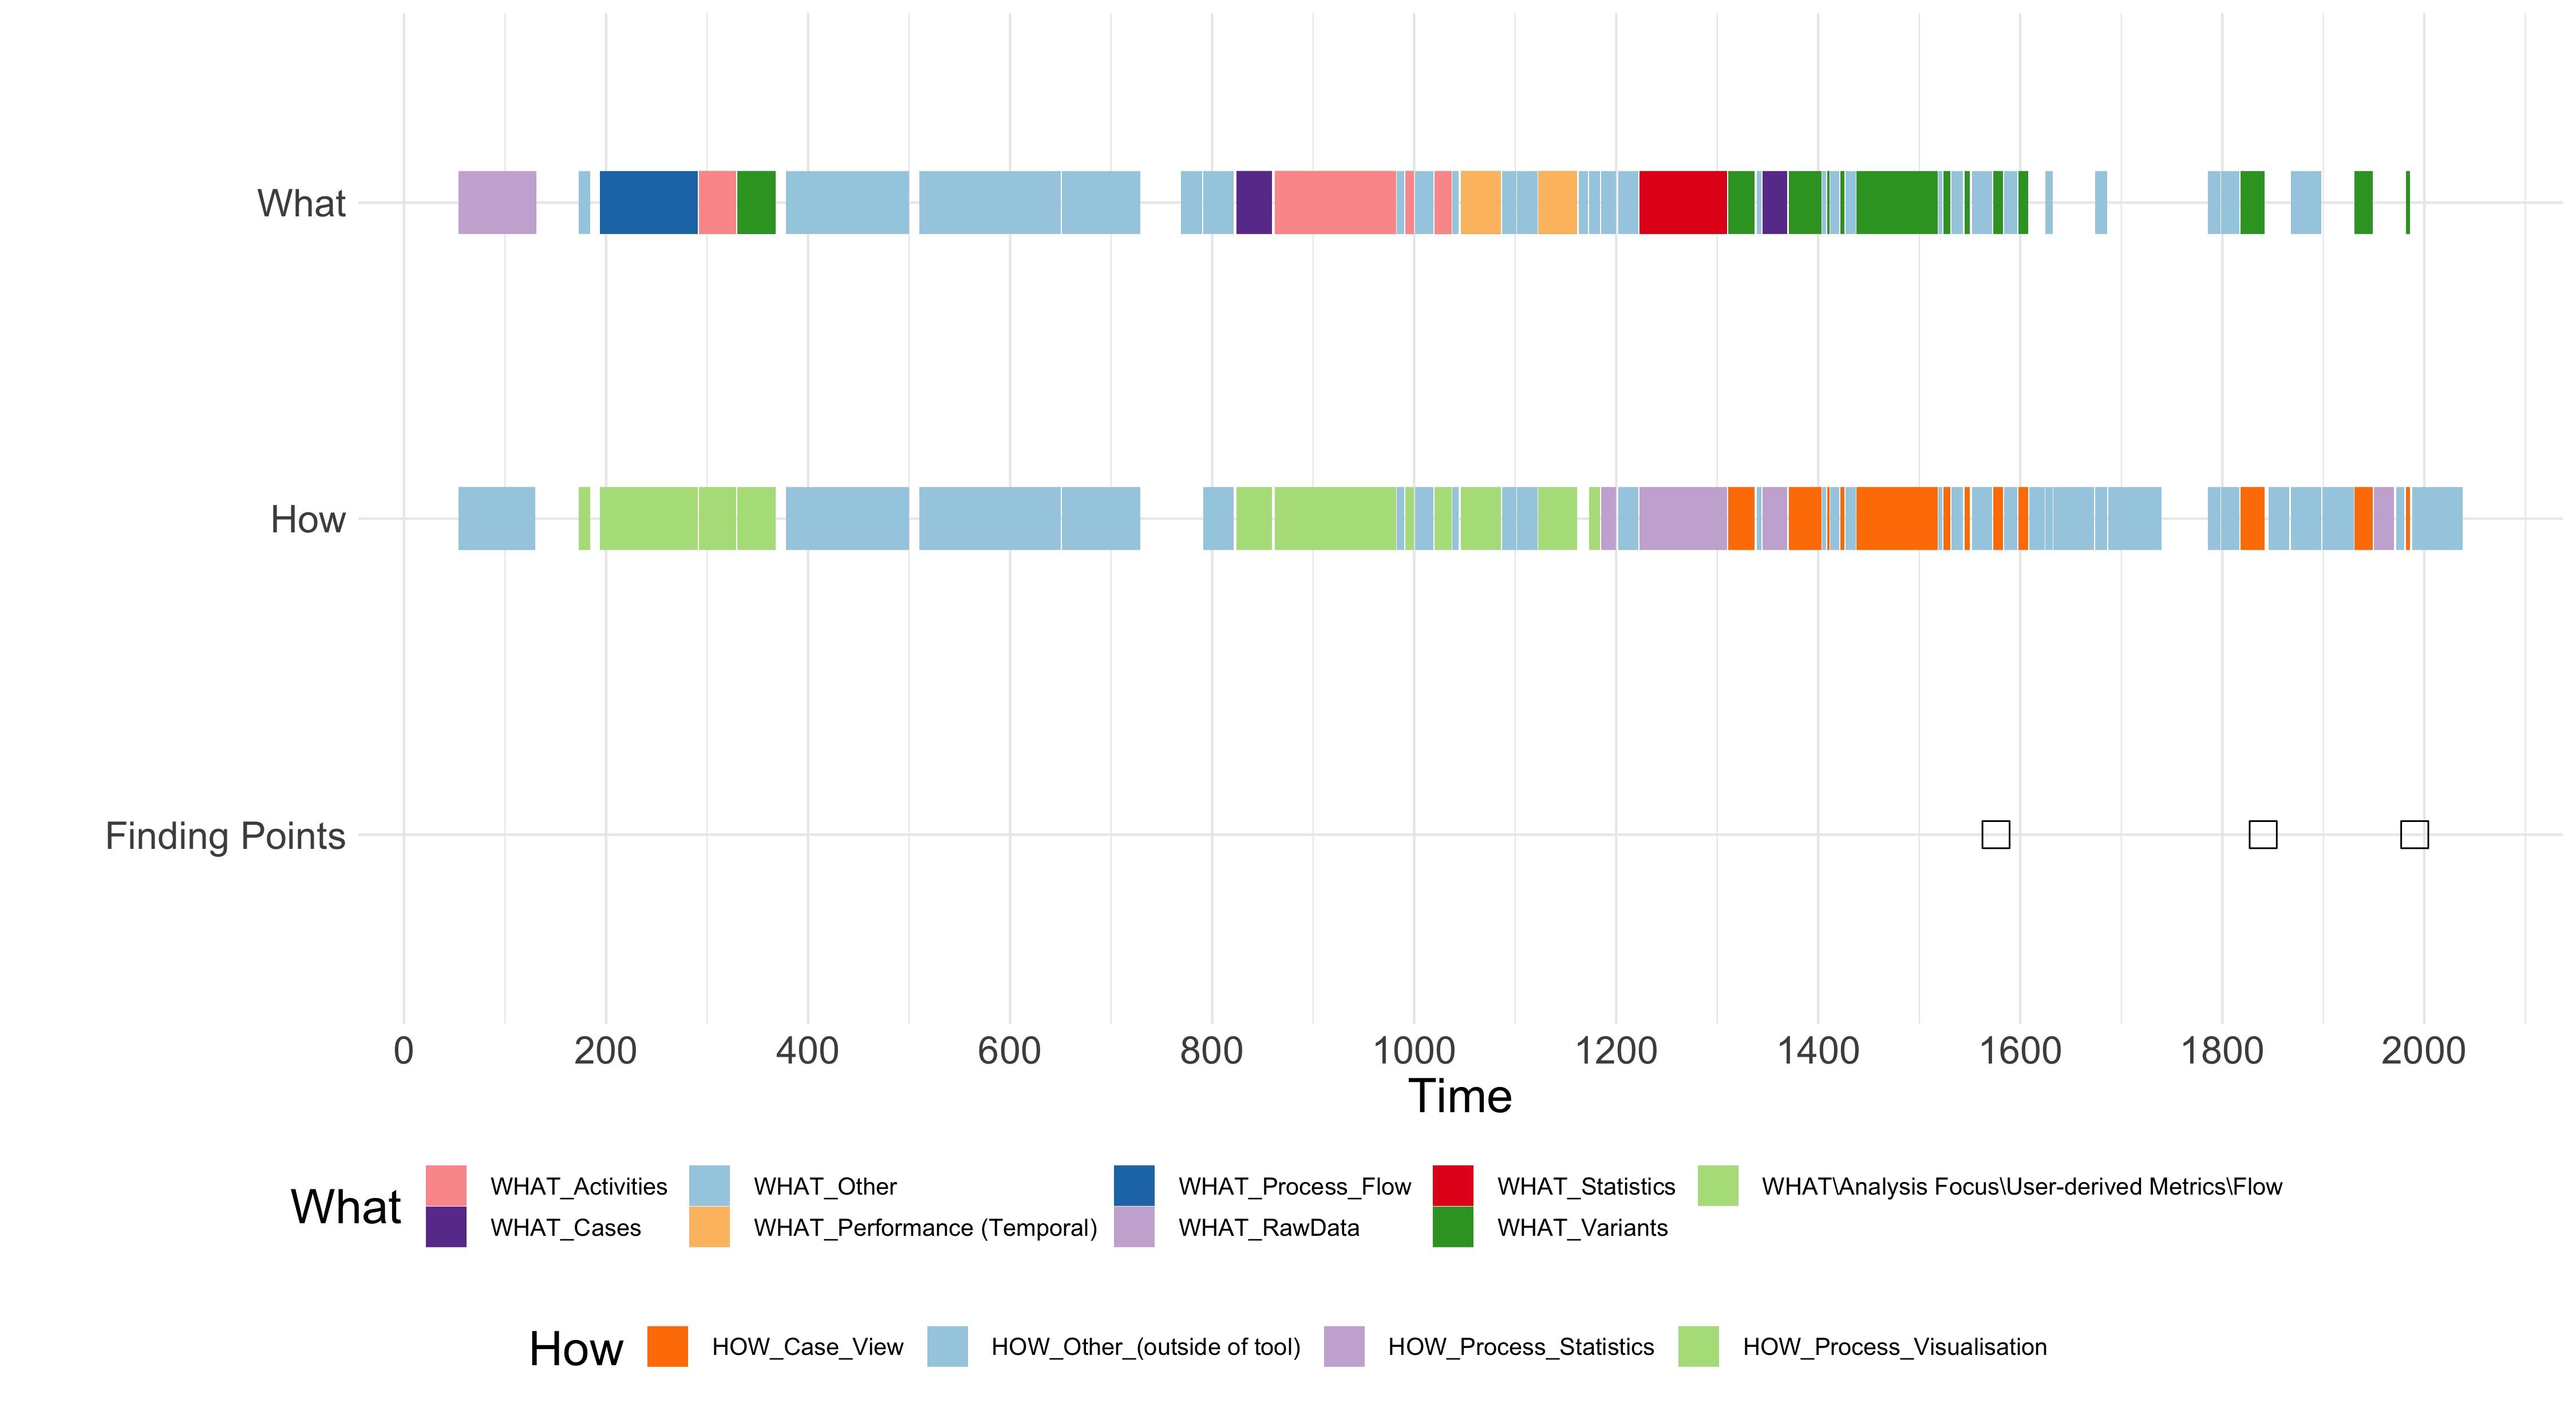 What
How
Finding Points
0 200 400 600 800 1000 1200 1400 1600 1800 2000
Time
What WHAT_Activities WHAT_Other WHAT_Process_Flow WHAT_Statistics WHAT\Analysis Focus\User-derived Metrics\Flow
WHAT_Cases WHAT_Performance (Temporal) WHAT_RawData WHAT_Variants
How HOW_Case_View HOW_Other_(outside of tool) HOW_Process_Statistics HOW_Process_Visualisation